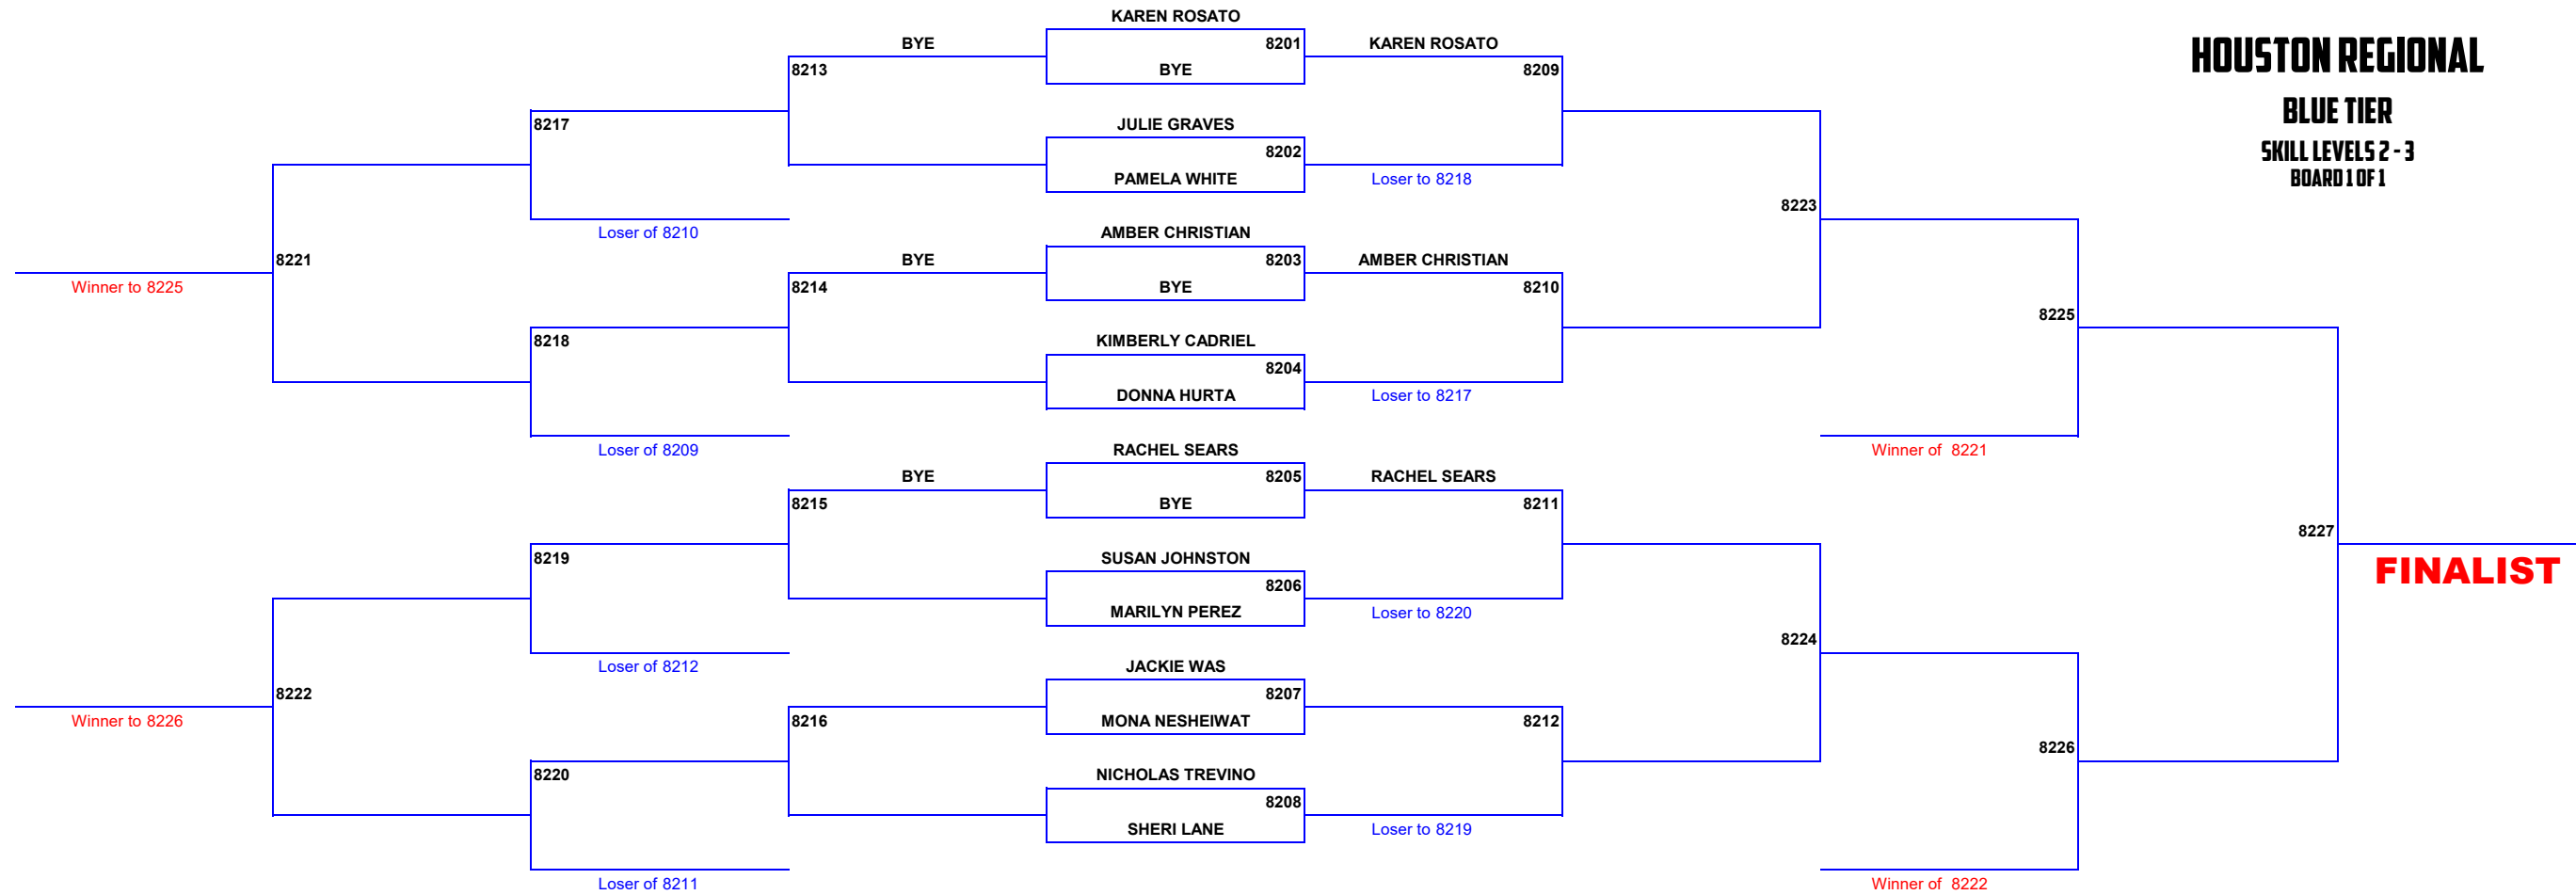 KAREN ROSATO
BYE
8201
KAREN ROSATO
HOUSTON REGIONAL
8213
BYE
8209
BLUE TIER
8217
JULIE GRAVES
8202
SKILL LEVELS 2 - 3
PAMELA WHITE
Loser to 8218
BOARD 1 OF 1
8223
Loser of 8210
AMBER CHRISTIAN
8221
BYE
8203
AMBER CHRISTIAN
Winner to 8225
8214
BYE
8210
8225
8218
KIMBERLY CADRIEL
8204
DONNA HURTA
Loser to 8217
Loser of 8209
RACHEL SEARS
Winner of 8221
BYE
8205
RACHEL SEARS
8215
BYE
8211
8227
8219
SUSAN JOHNSTON
FINALIST
8206
MARILYN PEREZ
Loser to 8220
8224
Loser of 8212
JACKIE WAS
8222
8207
Winner to 8226
8216
MONA NESHEIWAT
8212
8226
8220
NICHOLAS TREVINO
8208
SHERI LANE
Loser to 8219
Loser of 8211
Winner of 8222